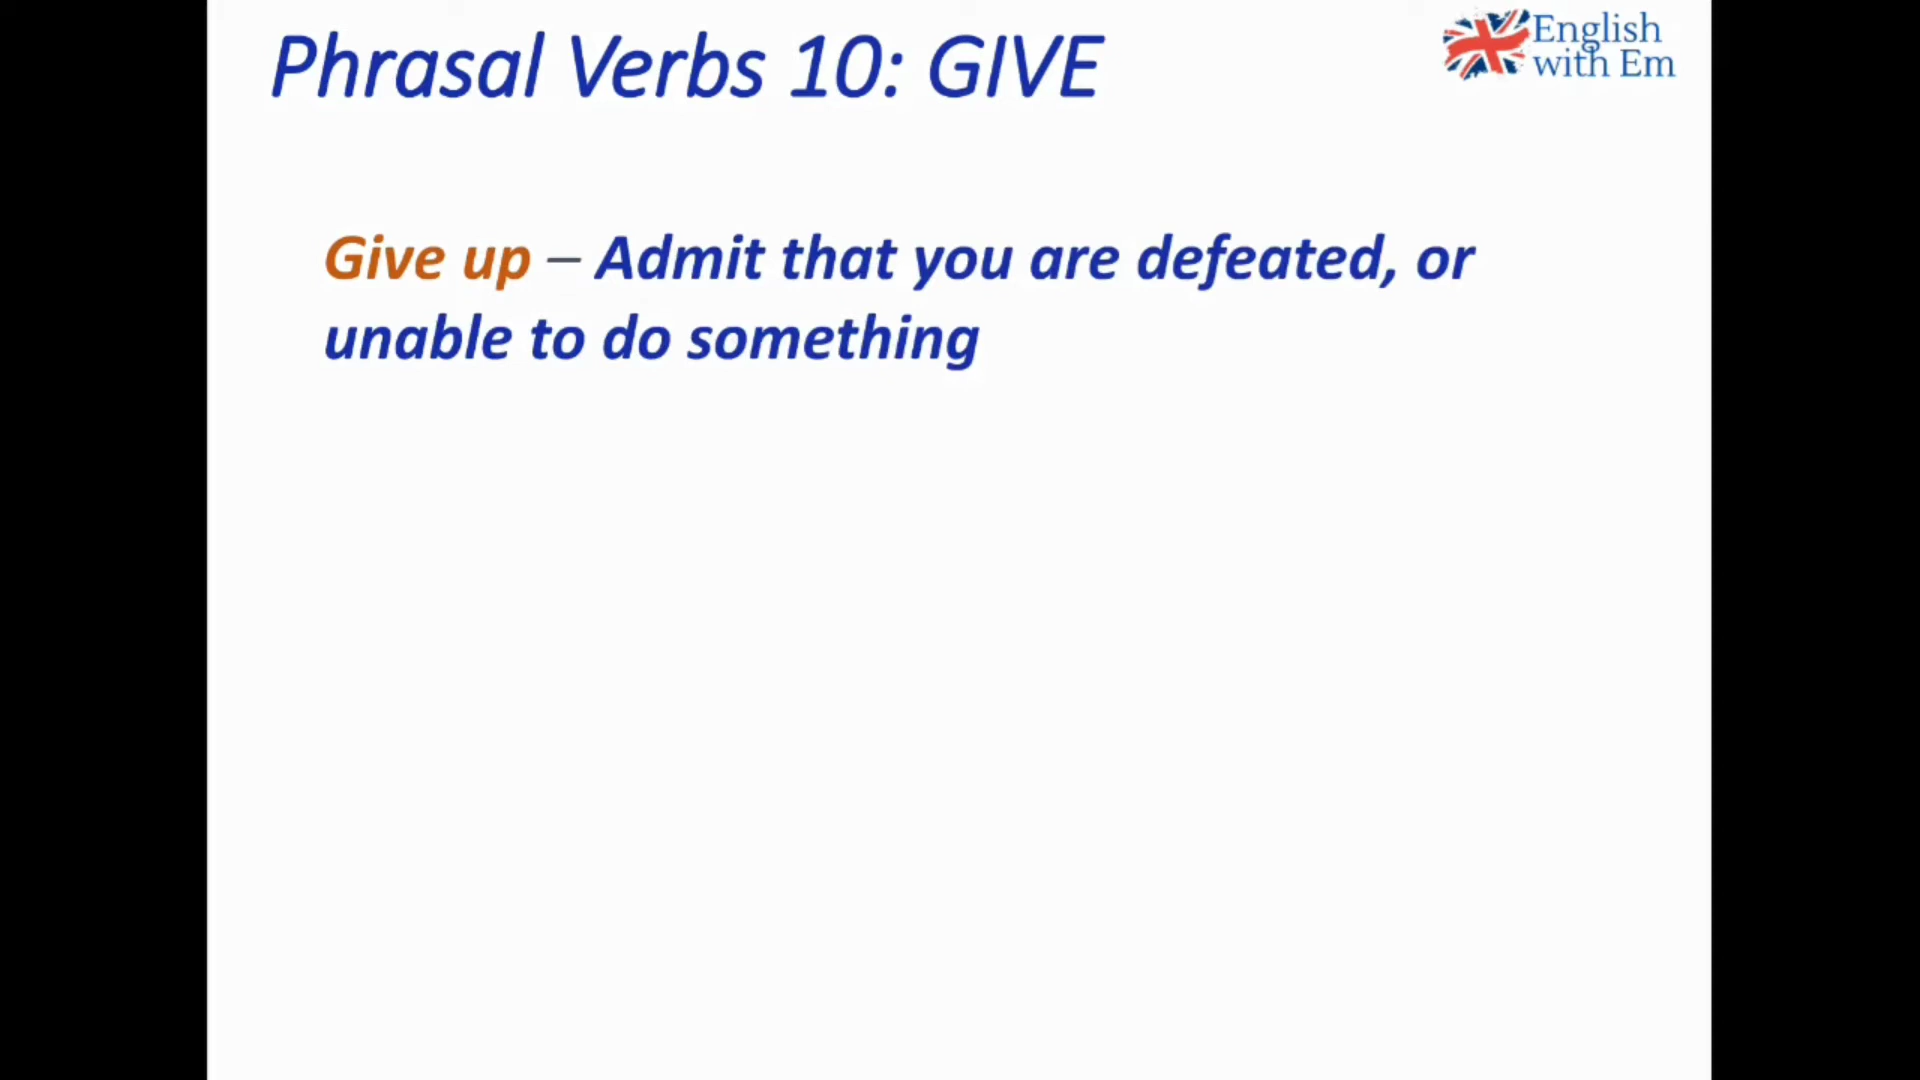 Phrasal Verbs 10: GIVE
English
with Em
Give up – Admit that you are defeated, or
unable to do something